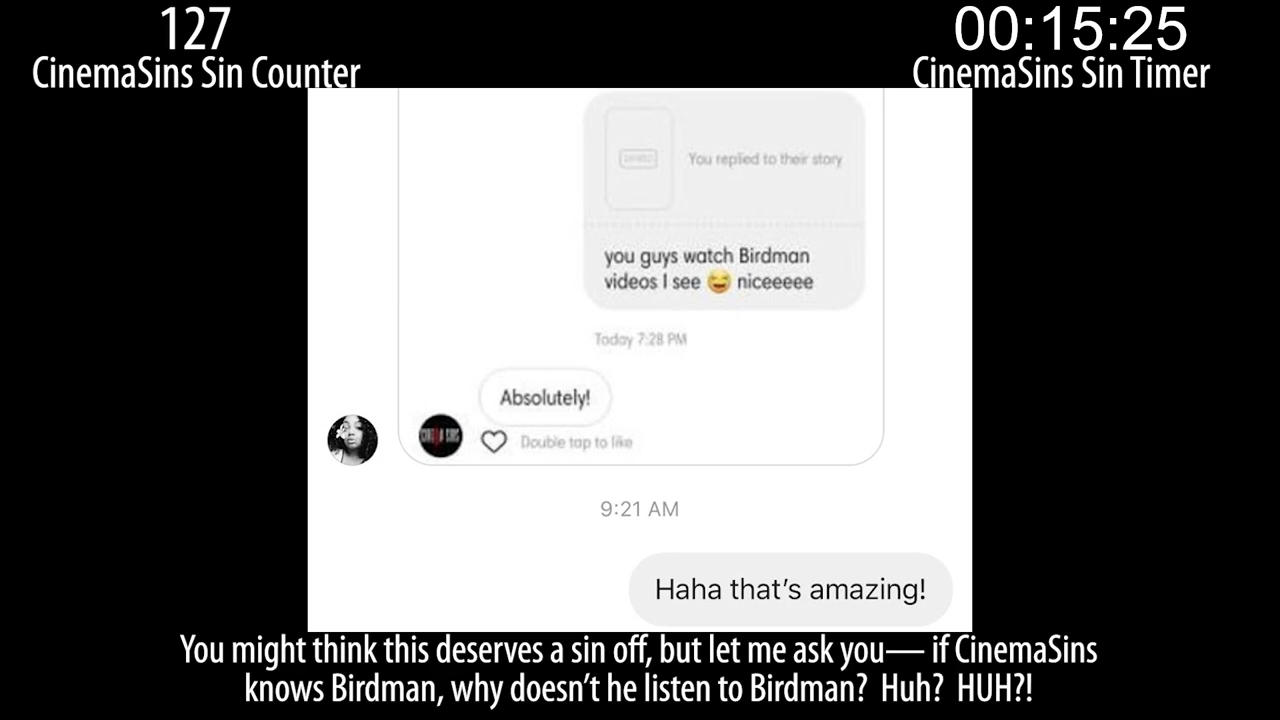 127
CinemaSins Sin Counter
00:15:25
CinemaSins Sin Timer
You replied to their story
you guys watch Birdman
videos I see 😅 niceeeee
Today 7:28 PM
Absolutely!
CINEMA SINS
Double tap to like
9:21 AM
Haha that's amazing!
You might think this deserves a sin off, but let me ask you— if CinemaSins
knows Birdman, why doesn't he listen to Birdman? Huh? HUH?!